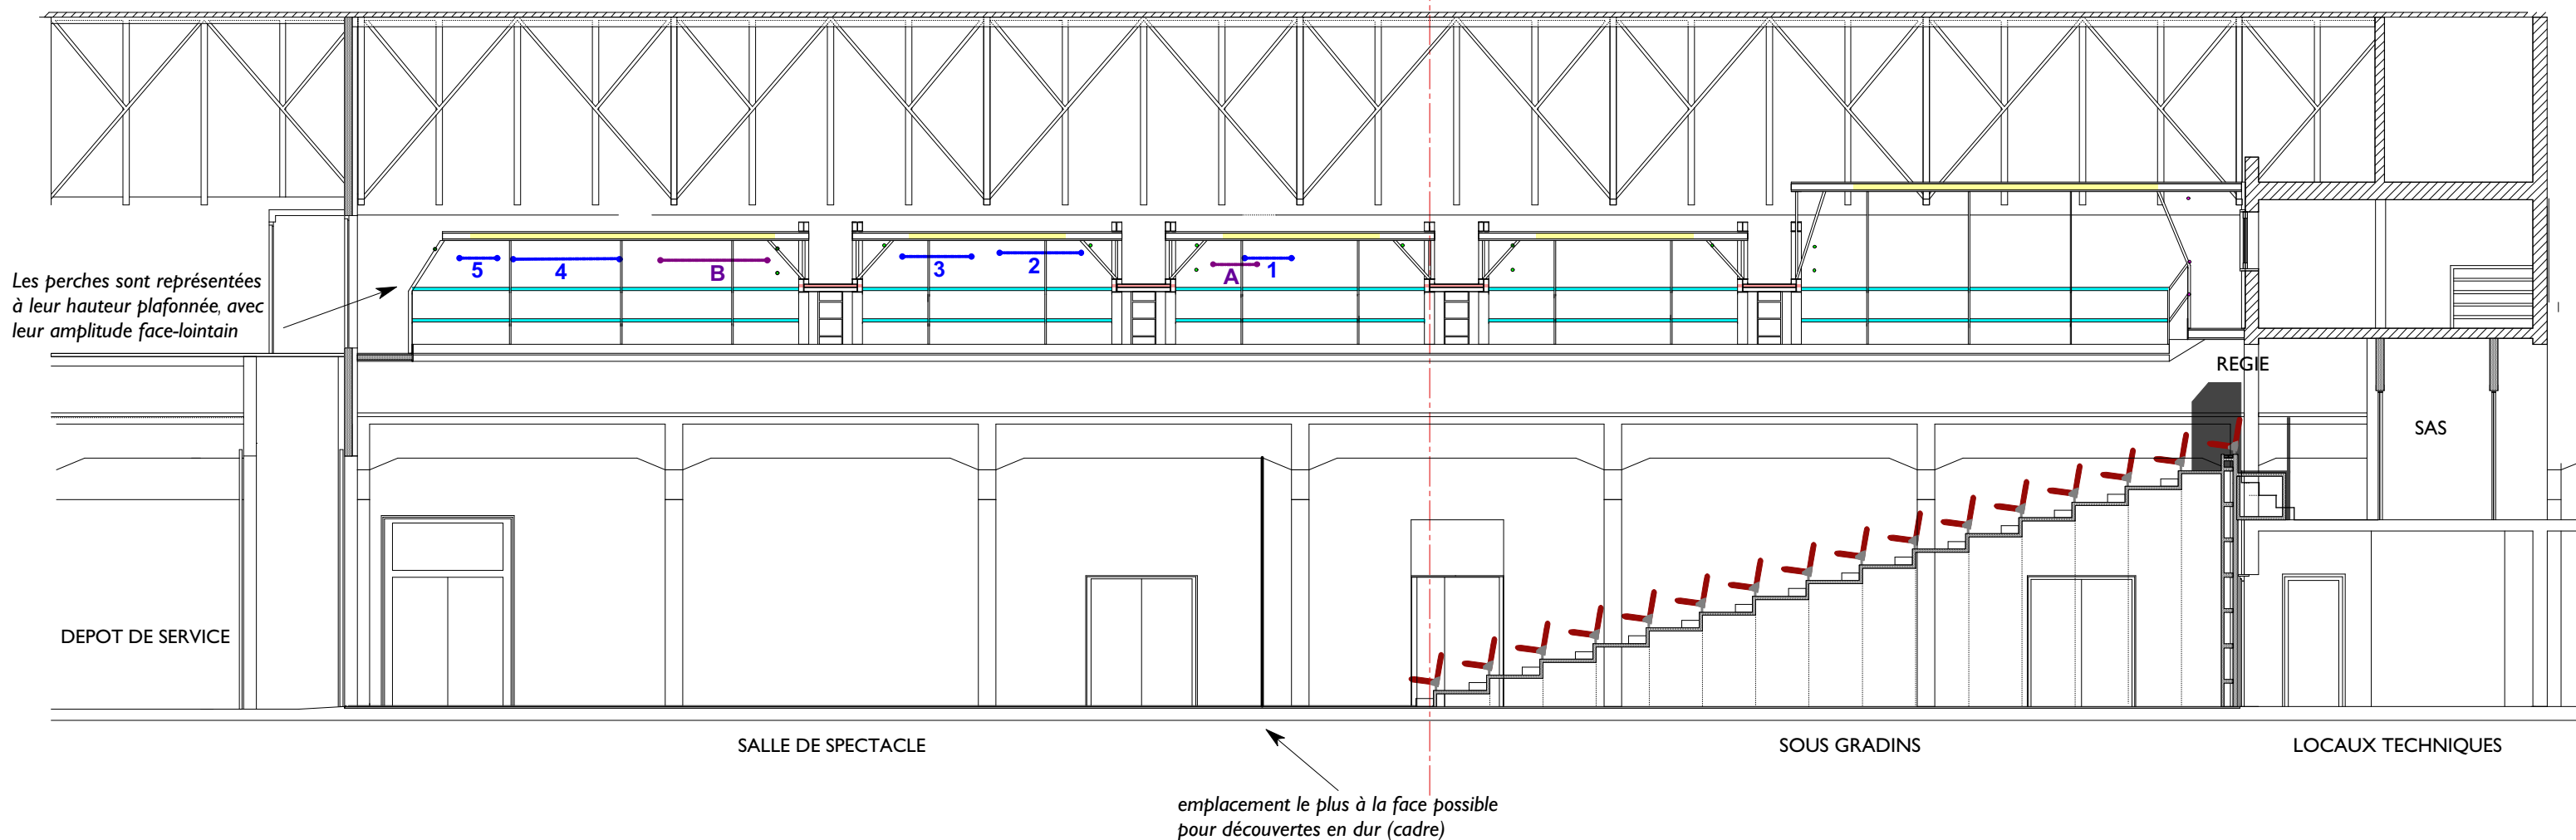 5
4
B
3
2
A
1
Les perches sont représentées
à leur hauteur plafonnée, avec
leur amplitude face-lointain
REGIE
SAS
DEPOT DE SERVICE
SALLE DE SPECTACLE
SOUS GRADINS
LOCAUX TECHNIQUES
emplacement le plus à la face possible
pour découvertes en dur (cadre)